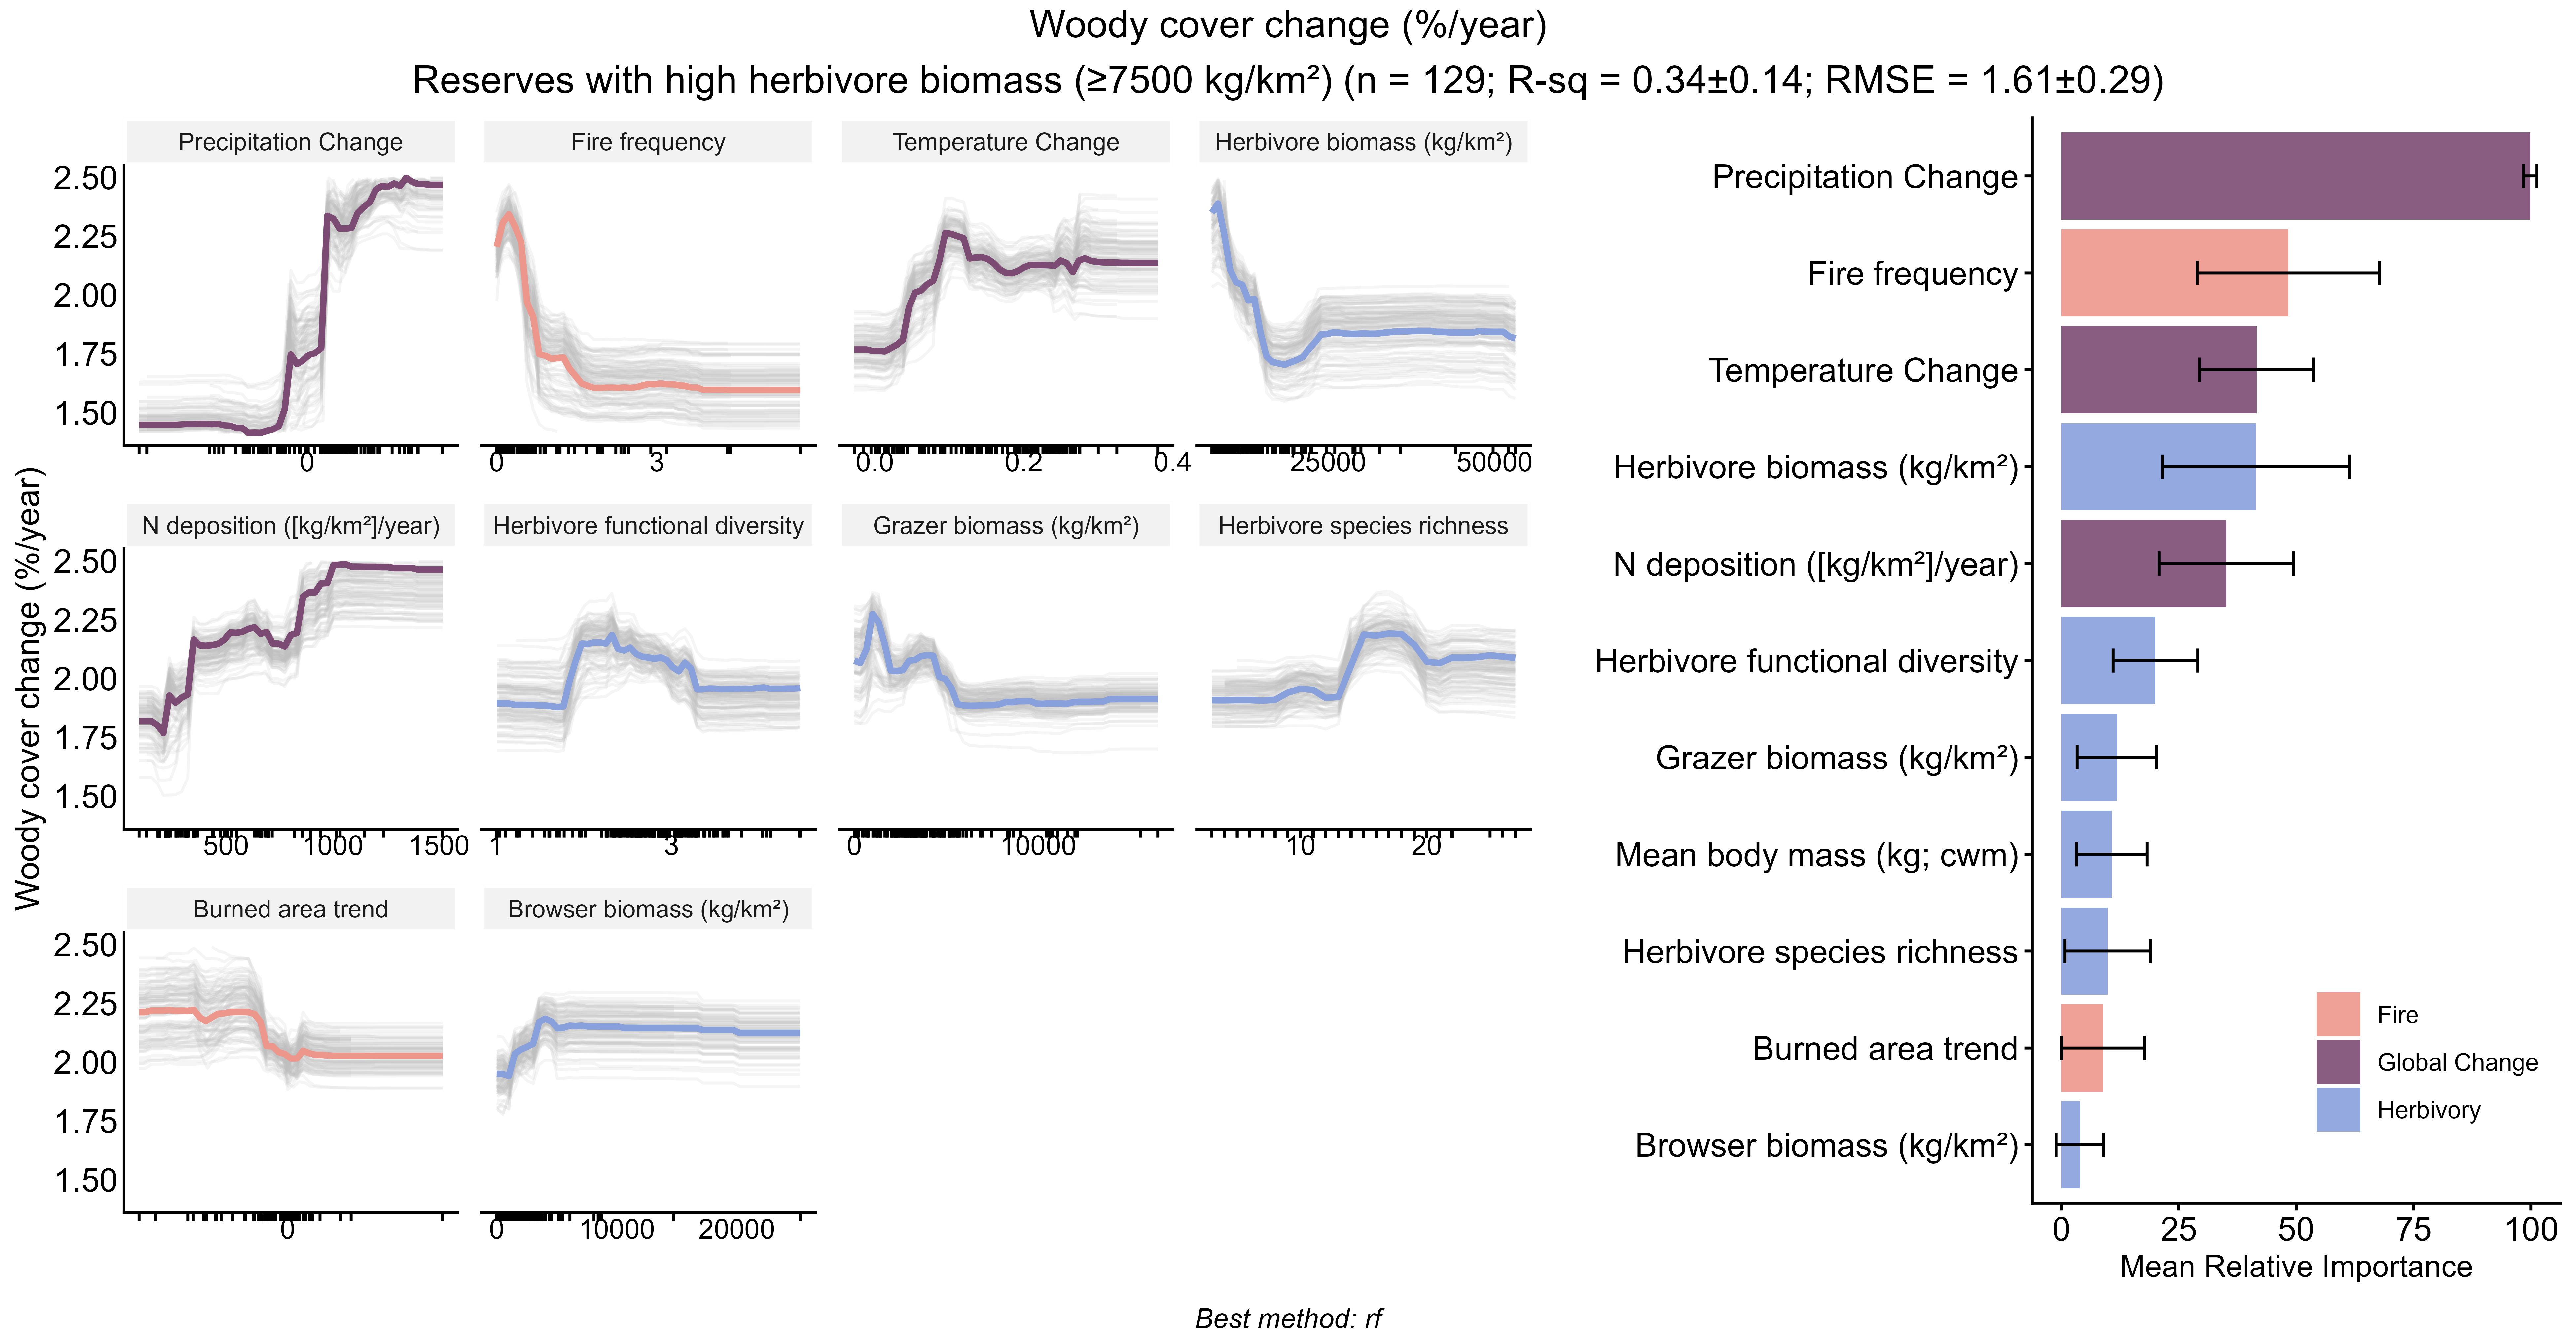 Woody cover change (%/year)
Reserves with high herbivore biomass (≥7500 kg/km²) (n = 129; R-sq = 0.34±0.14; RMSE = 1.61±0.29)
Woody cover change (%/year)
Precipitation Change
Fire frequency
Temperature Change
Herbivore biomass (kg/km²)
2.50
2.25
2.00
1.75
1.50
0
0 3
0.0 0.2 0.4
25000 50000
N deposition ([kg/km²]/year)
Herbivore functional diversity
Grazer biomass (kg/km²)
Herbivore species richness
2.50
2.25
2.00
1.75
1.50
500 1000 1500
1 3
0 10000
10 20
Burned area trend
Browser biomass (kg/km²)
2.50
2.25
2.00
1.75
1.50
0
0 10000 20000
Precipitation Change
Fire frequency
Temperature Change
Herbivore biomass (kg/km²)
N deposition ([kg/km²]/year)
Herbivore functional diversity
Grazer biomass (kg/km²)
Mean body mass (kg; cwm)
Herbivore species richness
Burned area trend
Browser biomass (kg/km²)
Fire
Global Change
Herbivory
0 25 50 75 100
Mean Relative Importance
Best method: rf